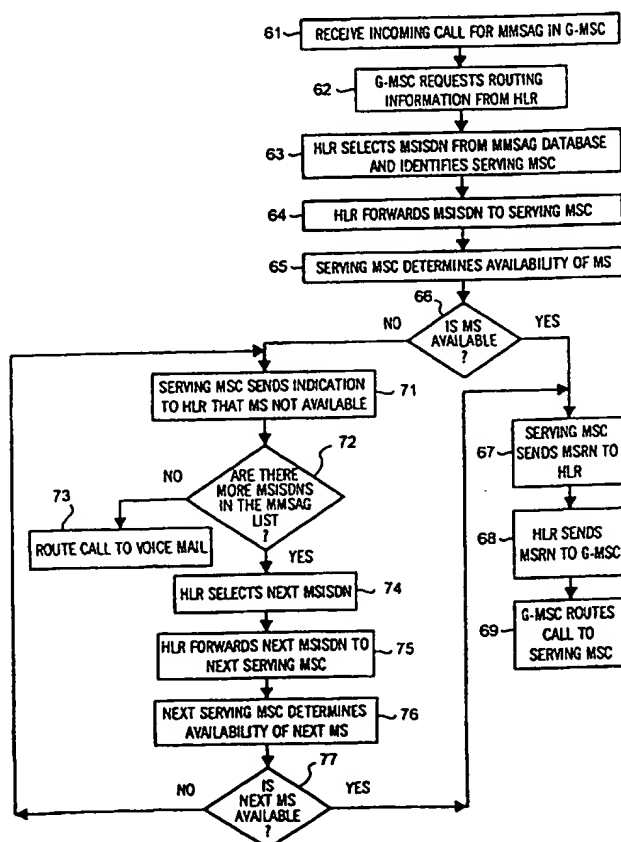 61
RECEIVE INCOMING CALL FOR MMSAG IN G-MSC
62
G-MSC REQUESTS ROUTING
INFORMATION FROM HLR
63
HLR SELECTS MSISDN FROM MMSAG DATABASE
AND IDENTIFIES SERVING MSC
64
HLR FORWARDS MSISDN TO SERVING MSC
65
SERVING MSC DETERMINES AVAILABILITY OF MS
66
NO
IS MS
AVAILABLE
?
YES
SERVING MSC SENDS INDICATION
TO HLR THAT MS NOT AVAILABLE
71
72
NO
ARE THERE
MORE MSISDNS
IN THE MMSAG
LIST
?
YES
73
ROUTE CALL TO VOICE MAIL
HLR SELECTS NEXT MSISDN
74
HLR FORWARDS NEXT MSISDN TO
NEXT SERVING MSC
75
NEXT SERVING MSC DETERMINES
AVAILABILITY OF NEXT MS
76
77
NO
IS
NEXT MS
AVAILABLE
?
YES
67
SERVING MSC
SENDS MSRN TO
HLR
68
HLR SENDS
MSRN TO G-MSC
69
G-MSC ROUTES
CALL TO
SERVING MSC